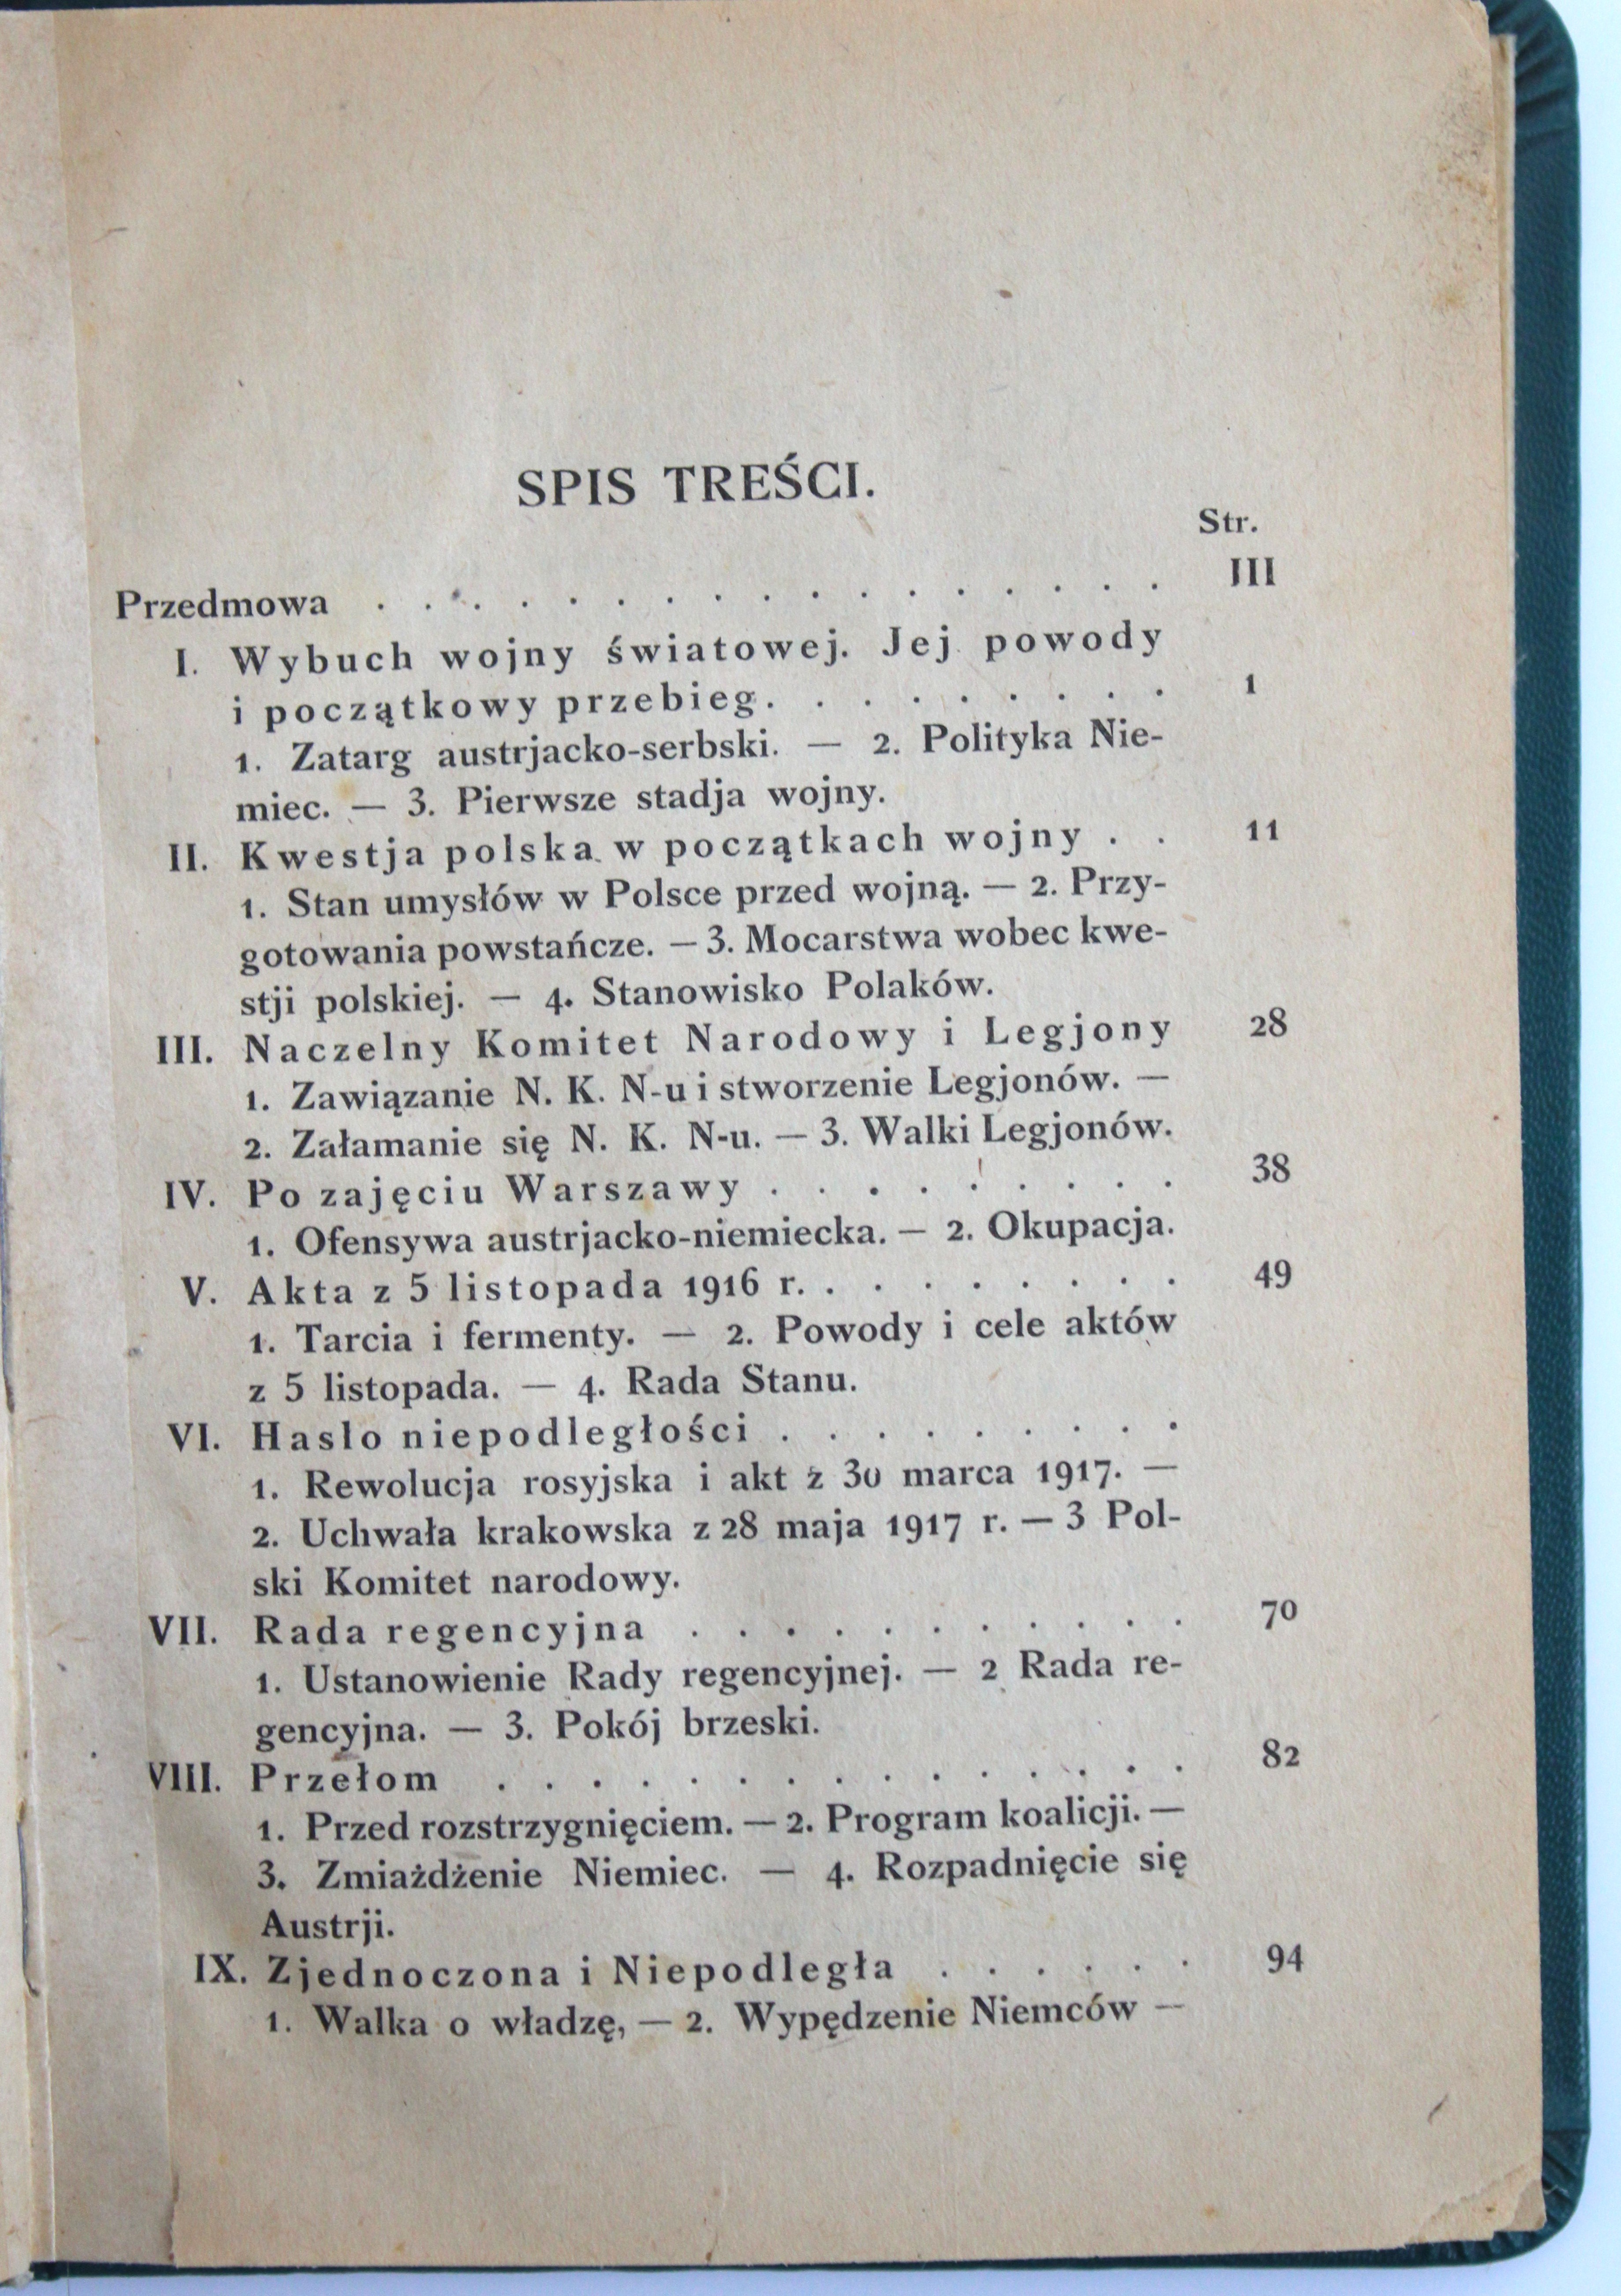 SPIS TREŚCI.
Str.
Przedmowa . . . . . . . . . . . . . . . . . III
I. Wybuch wojny światowej. Jej powody
i początkowy przebieg. . . . . . . . . 1
1. Zatarg austrjacko-serbski. — 2. Polityka Nie-
miec. — 3. Pierwsze stadja wojny.
II. Kwestja polska w początkach wojny . . 11
1. Stan umysłów w Polsce przed wojną. — 2. Przy-
gotowania powstańcze. — 3. Mocarstwa wobec kwe-
stji polskiej. — 4. Stanowisko Polaków.
III. Naczelny Komitet Narodowy i Legjony 28
1. Zawiązanie N. K. N-u i stworzenie Legjonów. —
2. Załamanie się N. K. N-u. — 3. Walki Legjonów.
IV. Po zajęciu Warszawy . . . . . . . . . 38
1. Ofensywa austrjacko-niemiecka. — 2. Okupacja.
V. Akta z 5 listopada 1916 r. . . . . . . . . 49
1. Tarcia i fermenty. — 2. Powody i cele aktów
z 5 listopada. — 4. Rada Stanu.
VI. Hasło niepodległości . . . . . . . . .
1. Rewolucja rosyjska i akt z 30 marca 1917. —
2. Uchwała krakowska z 28 maja 1917 r. — 3 Pol-
ski Komitet narodowy.
VII. Rada regencyjna . . . . . . . . . . . 70
1. Ustanowienie Rady regencyjnej. — 2 Rada re-
gencyjna. — 3. Pokój brzeski.
VIII. Przełom . . . . . . . . . . . . . . . 82
1. Przed rozstrzygnięciem. — 2. Program koalicji. —
3. Zmiażdżenie Niemiec. — 4. Rozpadnięcie się
Austrji.
IX. Zjednoczona i Niepodległa . . . . . . 94
1. Walka o władzę, — 2. Wypędzenie Niemców —